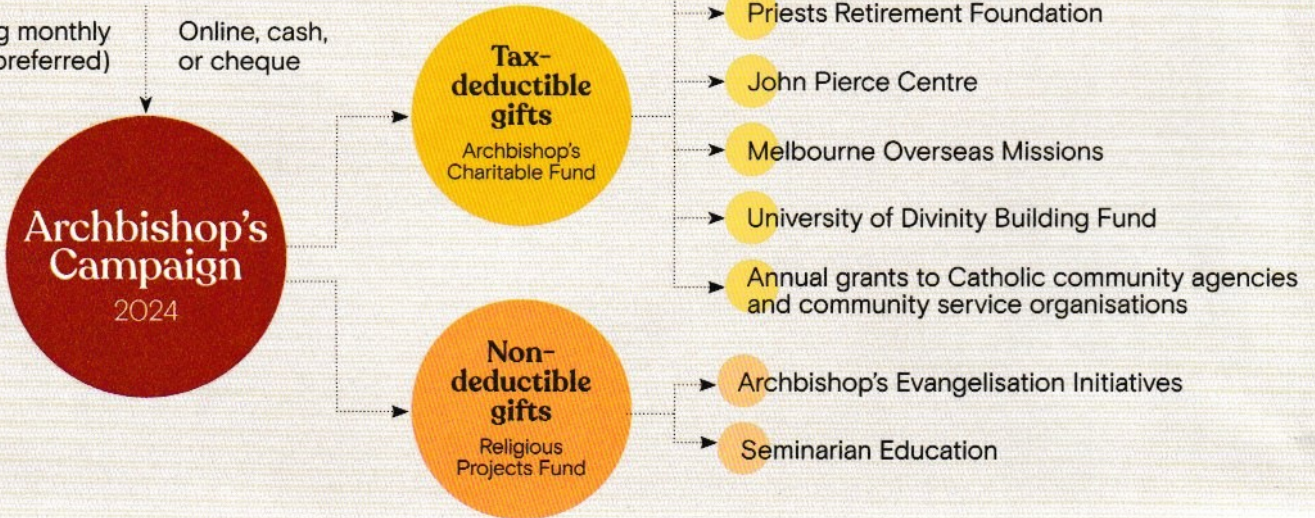 monthly
preferred)
Online, cash,
or cheque
Archbishop's
Campaign
2024
Tax-
deductible
gifts
Archbishop's
Charitable Fund
Priests Retirement Foundation
John Pierce Centre
Melbourne Overseas Missions
University of Divinity Building Fund
Annual grants to Catholic community agencies
and community service organisations
Non-
deductible
gifts
Religious
Projects Fund
Archbishop's Evangelisation Initiatives
Seminarian Education